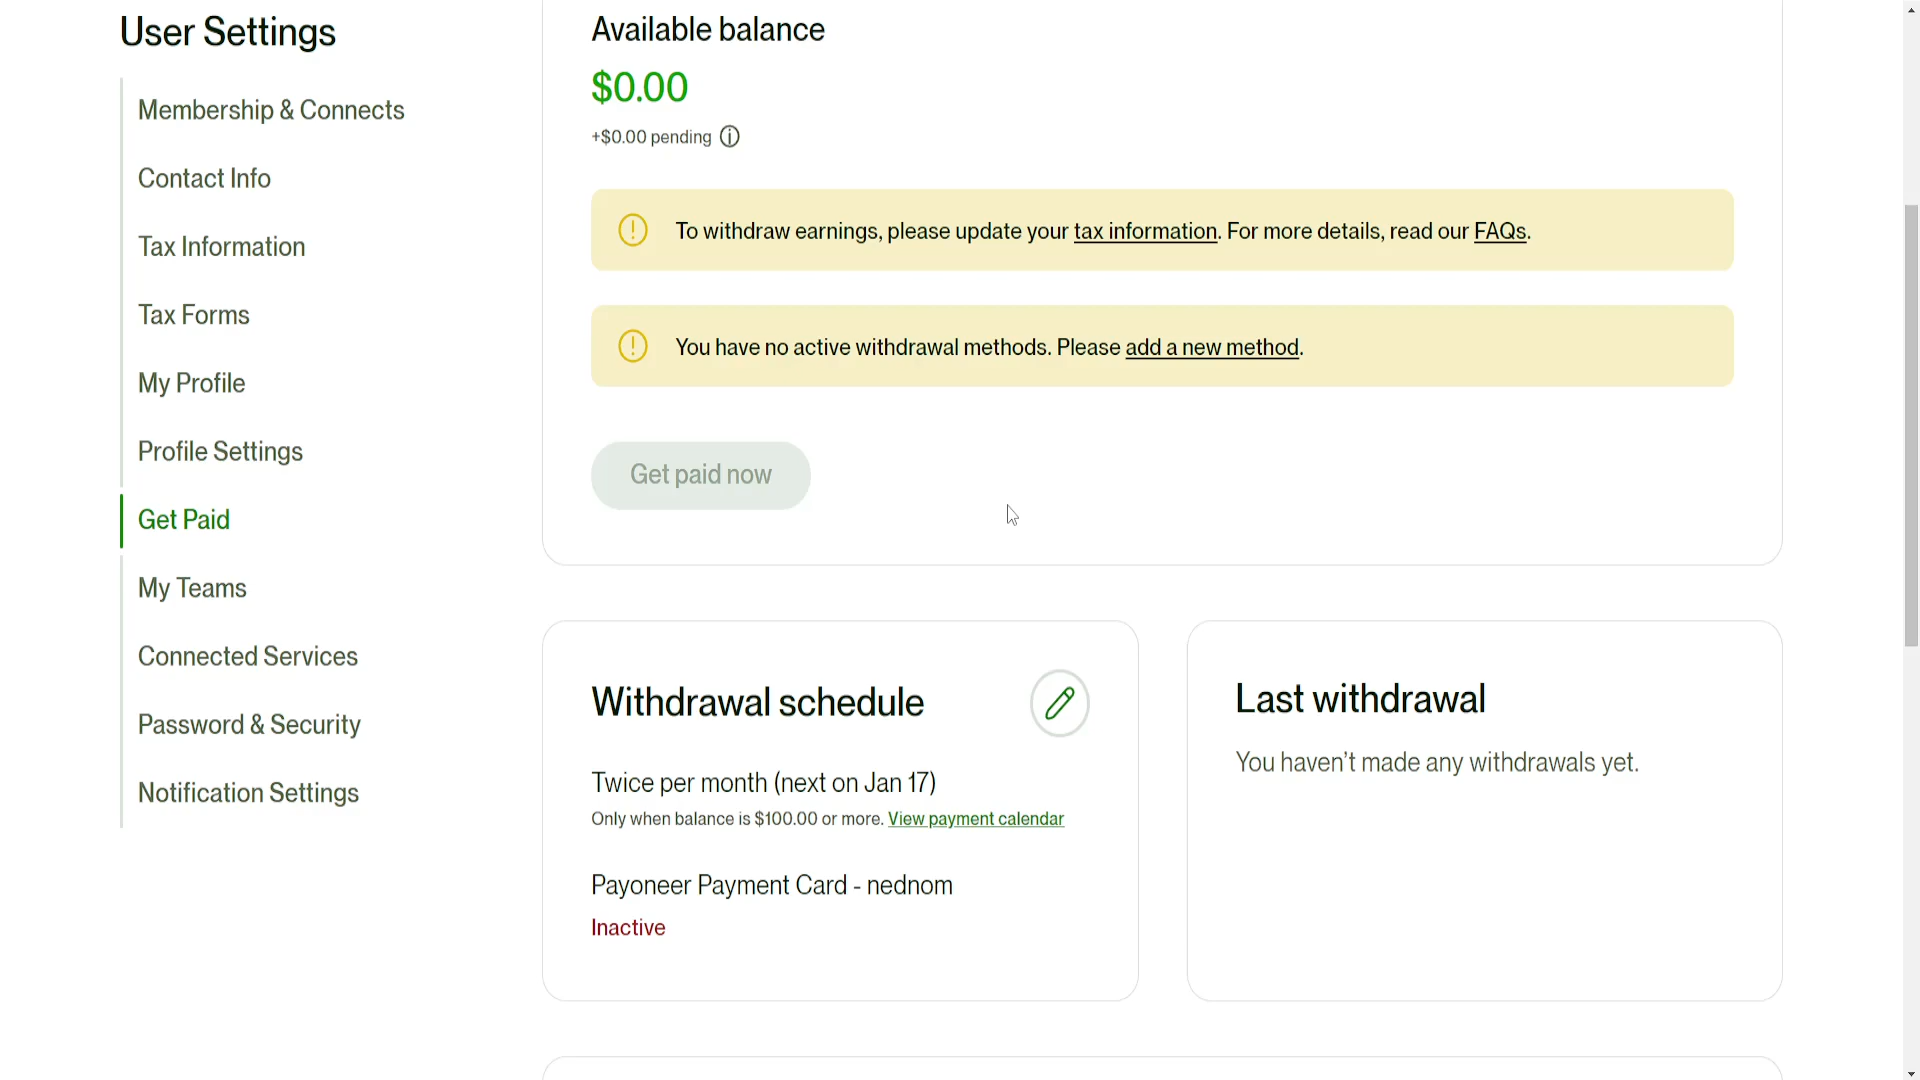 User Settings
Membership & Connects
Contact Info
Tax Information
Tax Forms
My Profile
Profile Settings
Get Paid
My Teams
Connected Services
Password & Security
Notification Settings
Available balance
$0.00
+$0.00 pending
To withdraw earnings, please update your tax information. For more details, read our FAQs.
You have no active withdrawal methods. Please add a new method.
Get paid now
Withdrawal schedule
Twice per month (next on Jan 17)
Only when balance is $100.00 or more. View payment calendar
Payoneer Payment Card - nednom
Inactive
Last withdrawal
You haven’t made any withdrawals yet.